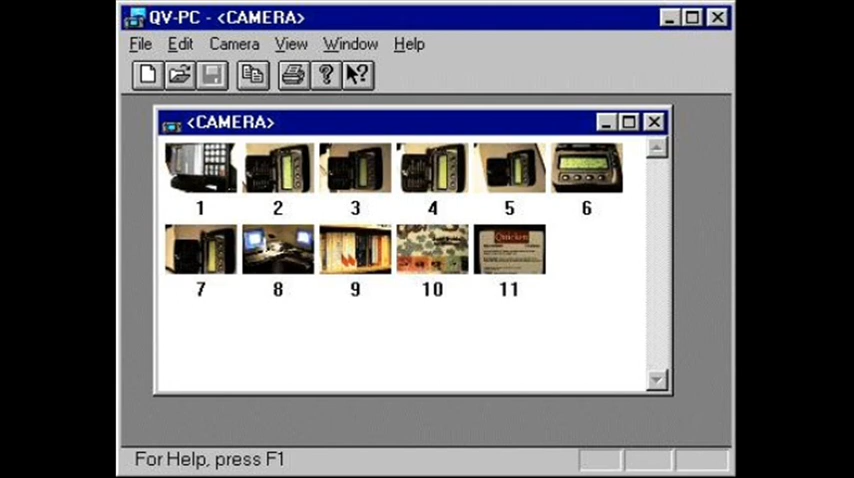 QV-PC - <CAMERA>
File Edit Camera View Window Help
<CAMERA>
1 2 3 4 5 6
Quicken
7 8 9 10 11
For Help, press F1